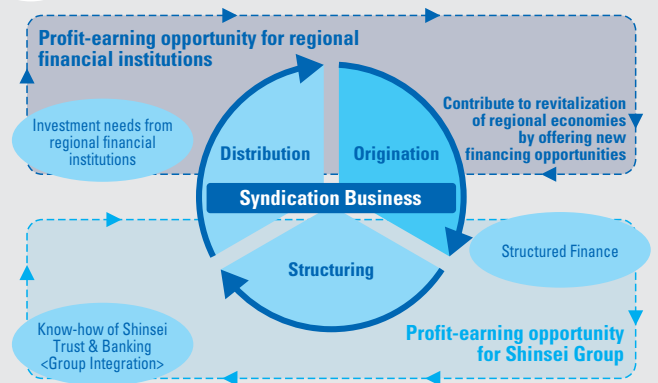 Profit-earning opportunity for regional
financial institutions
Investment needs from
regional financial
institutions
Distribution
Origination
Contribute to revitalization
of regional economies
by offering new
financing opportunities
Syndication Business
Structuring
Structured Finance
Know-how of Shinsei
Trust & Banking
<Group Integration>
Profit-earning opportunity
for Shinsei Group